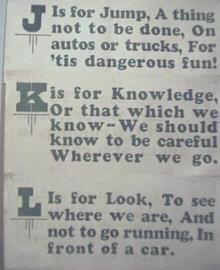 J Is for Jump, A thing
not to be done, On
autos or trucks, For
'tis dangerous fun!
K is for Knowledge,
Or that which we
know--We should
know to be careful
Wherever we go.
L Is for Look, To see
where we are, And
not to go running, In
front of a car.